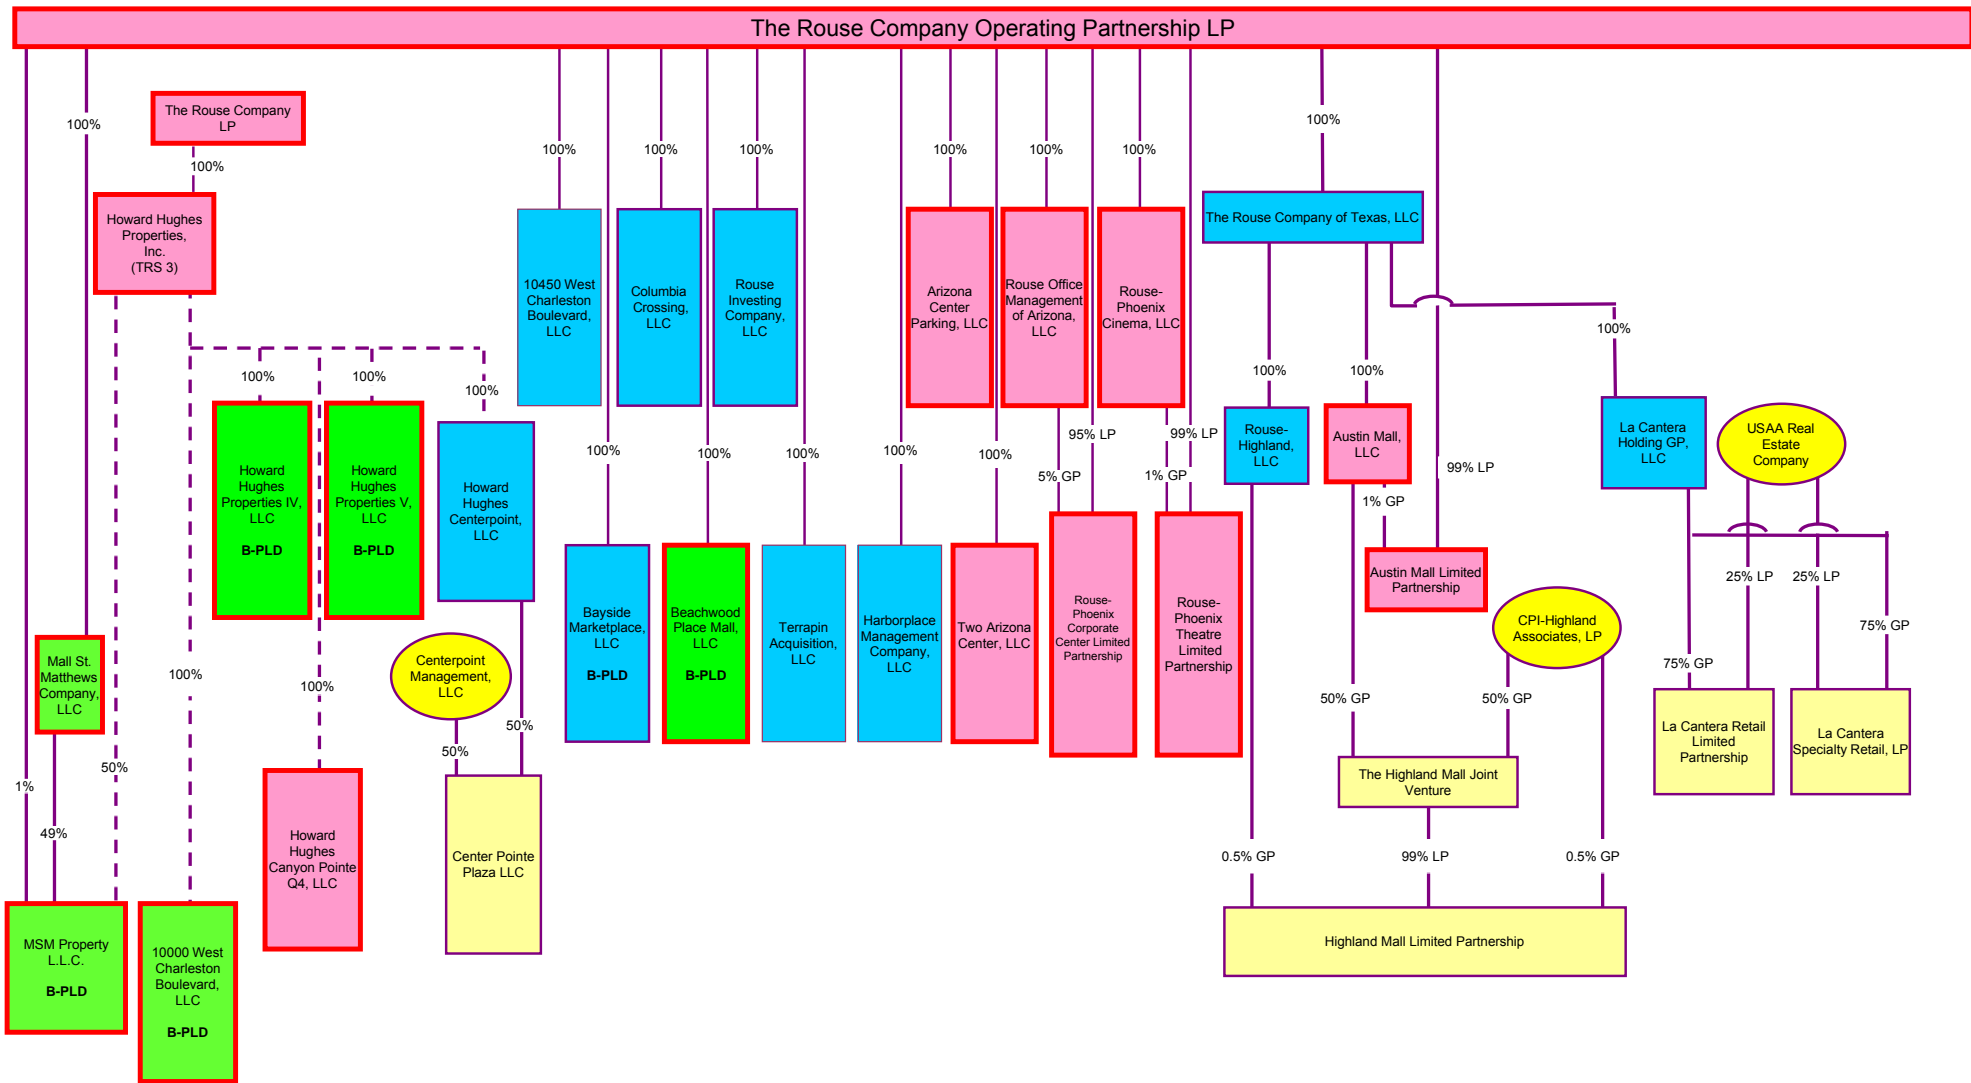 The Rouse Company Operating Partnership LP
The Rouse Company
LP
100%
100%
100%
100%
100%
100%
100%
100%
100%
100%
Howard Hughes
Properties,
Inc.
(TRS 3)
10450 West
Charleston
Boulevard,
LLC
Columbia
Crossing,
LLC
Rouse
Investing
Company,
LLC
Arizona
Center
Parking, LLC
Rouse Office
Management
of Arizona,
LLC
Rouse-
Phoenix
Cinema, LLC
The Rouse Company of Texas, LLC
100%
100%
100%
100%
100%
100%
Howard
Hughes
Properties IV,
LLC
B-PLD
Howard
Hughes
Properties V,
LLC
B-PLD
Howard
Hughes
Centerpoint,
LLC
100%
100%
100%
100%
100%
95% LP
5% GP
99% LP
1% GP
Rouse-
Highland,
LLC
Austin Mall,
LLC
1% GP
99% LP
La Cantera
Holding GP,
LLC
USAA Real
Estate
Company
Bayside
Marketplace,
LLC
B-PLD
Beachwood
Place Mall,
LLC
B-PLD
Terrapin
Acquisition,
LLC
Harborplace
Management
Company,
LLC
Two Arizona
Center, LLC
Rouse-
Phoenix
Corporate
Center Limited
Partnership
Rouse-
Phoenix
Theatre
Limited
Partnership
Austin Mall Limited
Partnership
CPI-Highland
Associates, LP
25% LP
25% LP
75% GP
75% GP
Mall St.
Matthews
Company,
LLC
100%
100%
Centerpoint
Management,
LLC
50%
50%
50% GP
50% GP
La Cantera Retail
Limited
Partnership
La Cantera
Specialty Retail, LP
1%
49%
50%
The Highland Mall Joint
Venture
Howard
Hughes
Canyon Pointe
Q4, LLC
Center Pointe
Plaza LLC
0.5% GP
99% LP
0.5% GP
MSM Property
L.L.C.
B-PLD
10000 West
Charleston
Boulevard,
LLC
B-PLD
Highland Mall Limited Partnership